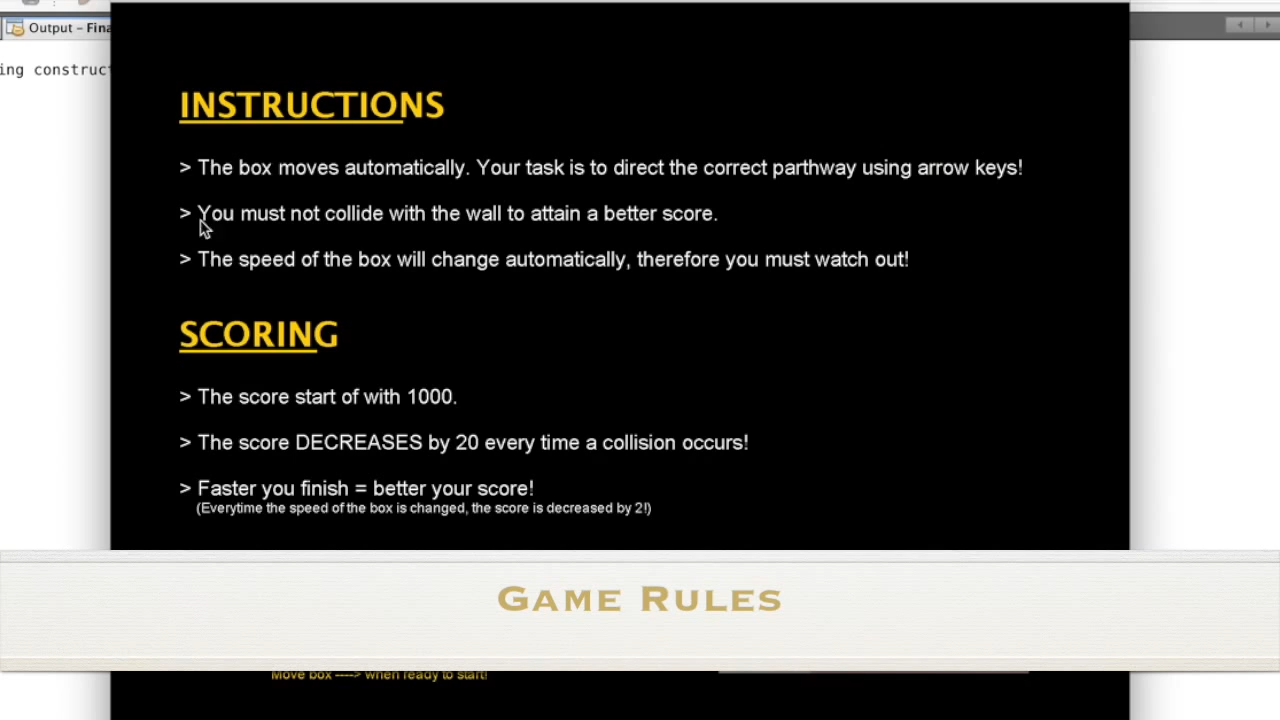 Output – Fina
ing construct
INSTRUCTIONS
> The box moves automatically. Your task is to direct the correct parthway using arrow keys!
> You must not collide with the wall to attain a better score.
> The speed of the box will change automatically, therefore you must watch out!
SCORING
> The score start of with 1000.
> The score DECREASES by 20 every time a collision occurs!
> Faster you finish = better your score!
(Everytime the speed of the box is changed, the score is decreased by 2!)
GAME RULES
Move box ----> when ready to start!